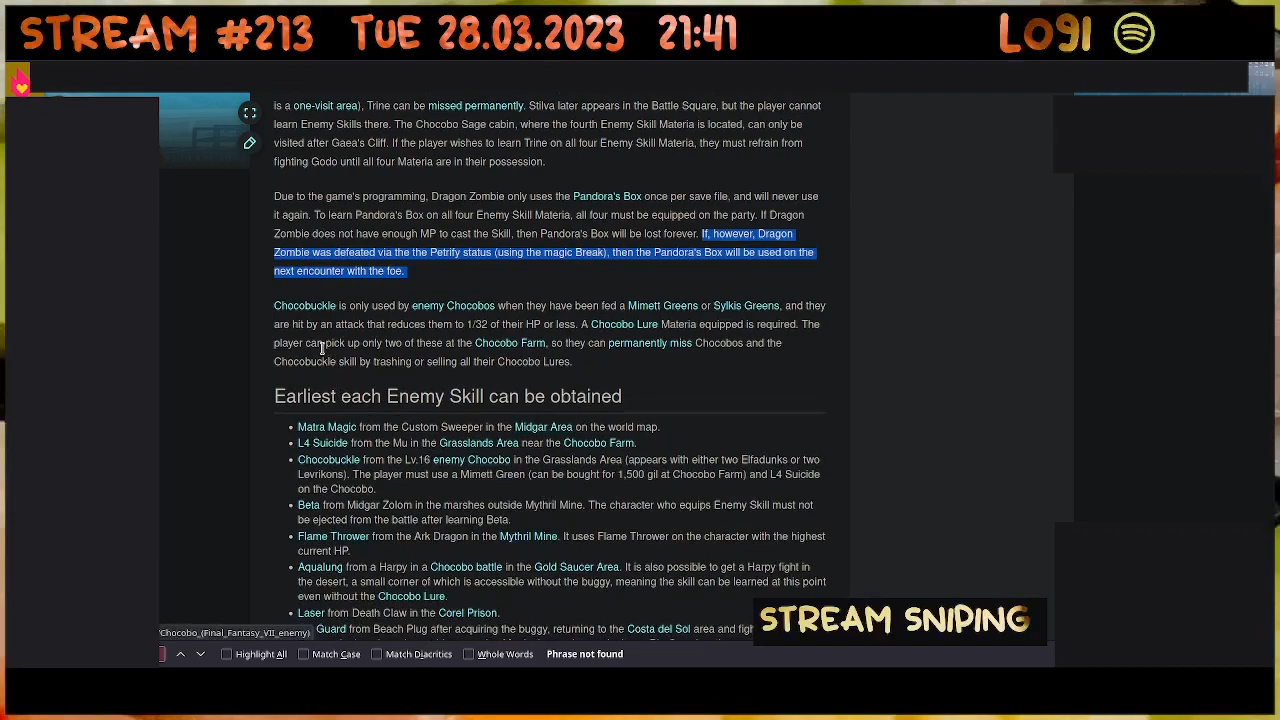 STREAM #213 TUE 28.03.2023 21:41 LO91
is a one-visit area), Trine can be missed permanently. Stilva later appears in the Battle Square, but the player cannot
learn Enemy Skills there. The Chocobo Sage cabin, where the fourth Enemy Skill Materia is located, can only be
visited after Gaea's Cliff. If the player wishes to learn Trine on all four Enemy Skill Materia, they must refrain from
fighting Godo until all four Materia are in their possession.
Due to the game's programming, Dragon Zombie only uses the Pandora's Box once per save file, and will never use
it again. To learn Pandora's Box on all four Enemy Skill Materia, all four must be equipped on the party. If Dragon
Zombie does not have enough MP to cast the Skill, then Pandora's Box will be lost forever. If, however, Dragon
Zombie was defeated via the the Petrify status (using the magic Break), then the Pandora's Box will be used on the
next encounter with the foe.
Chocobuckle is only used by enemy Chocobos when they have been fed a Mimett Greens or Sylkis Greens, and they
are hit by an attack that reduces them to 1/32 of their HP or less. A Chocobo Lure Materia equipped is required. The
player can pick up only two of these at the Chocobo Farm, so they can permanently miss Chocobos and the
Chocobuckle skill by trashing or selling all their Chocobo Lures.
Earliest each Enemy Skill can be obtained
• Matra Magic from the Custom Sweeper in the Midgar Area on the world map.
• L4 Suicide from the Mu in the Grasslands Area near the Chocobo Farm.
• Chocobuckle from the Lv.16 enemy Chocobo in the Grasslands Area (appears with either two Elfadunks or two
Levrikons). The player must use a Mimett Green (can be bought for 1,500 gil at Chocobo Farm) and L4 Suicide
on the Chocobo.
• Beta from Midgar Zolom in the marshes outside Mythril Mine. The character who equips Enemy Skill must not
be ejected from the battle after learning Beta.
• Flame Thrower from the Ark Dragon in the Mythril Mine. It uses Flame Thrower on the character with the highest
current HP.
• Aqualung from a Harpy in a Chocobo battle in the Gold Saucer Area. It is also possible to get a Harpy fight in
the desert, a small corner of which is accessible without the buggy, meaning the skill can be learned at this point
even without the Chocobo Lure.
• Laser from Death Claw in the Corel Prison.
Guard from Beach Plug after acquiring the buggy, returning to the Costa del Sol area and
STREAM SNIPING
Chocobo_(Final_Fantasy_VII_enemy)
Highlight All Match Case Match Diacritics Whole Words Phrase not found